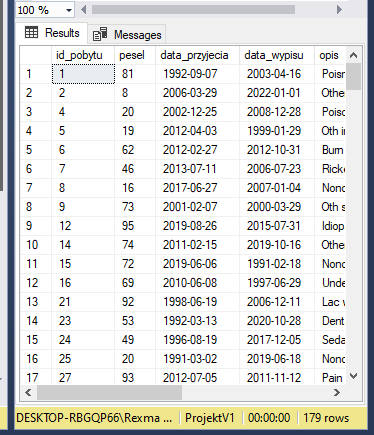 100 %
Results Messages
id_pobytu pesel data_przyjecia data_wypisu opis
1 1 81 1992-09-07 2003-04-16
2 2 8 2006-03-29 2022-01-01 Othe
3 4 20 2002-12-25 2008-12-28
4 5 19 2012-04-03 1999-01-29 Oth i
5 6 62 2012-02-27 2012-10-31 Burn
6 7 46 2013-07-11 2006-07-23 Ricke
7 8 16 2017-06-27 2007-01-04 Nonc
8 9 73 2001-02-07 2000-03-29 Oth s
9 12 95 2019-08-26 2015-07-31 Idiop
10 14 74 2011-02-15 2019-10-16 Othe
11 15 72 2019-06-06 1991-02-18 Nonc
12 16 69 2010-06-08 1997-06-29 Unde
13 21 92 1998-06-19 2006-12-11 Lac
14 23 53 1992-03-13 2020-10-28 Dent
15 24 49 1996-08-19 2017-12-05 Seda
16 25 20 1991-03-02 2019-06-18 Nonc
17 27 93 2012-07-05 2011-11-12 Pain
DESKTOP-RBGQP66\Rexma ... ProjektV1 00:00:00 179 rows